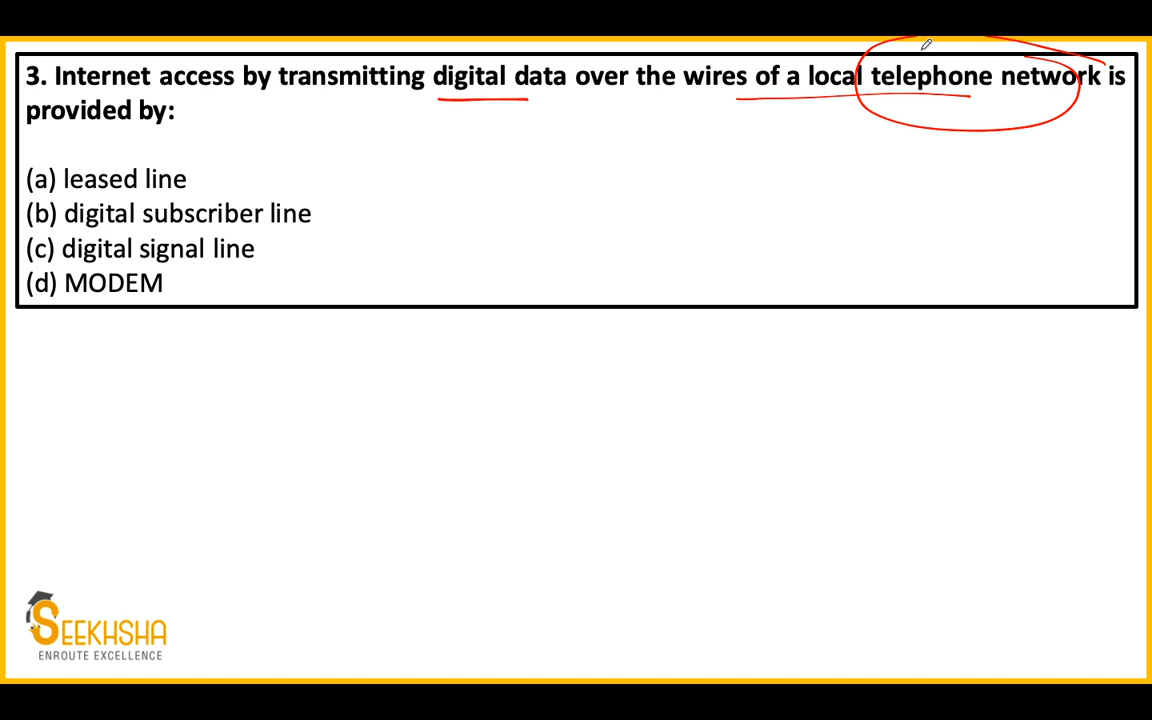 3. Internet access by transmitting digital data over the wires of a local telephone network is
provided by:
(a) leased line
(b) digital subscriber line
(c) digital signal line
(d) MODEM
SEEKHSHA
ENROUTE EXCELLENCE